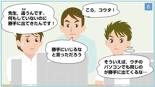 先生、違うんです。
何もしていないのに
勝手に出てきたんです！
こら、コウタ！
勝手にいじるな
と言っただろう
そういえば、ウチの
パソコンでも同じのが
勝手に出てくるな…